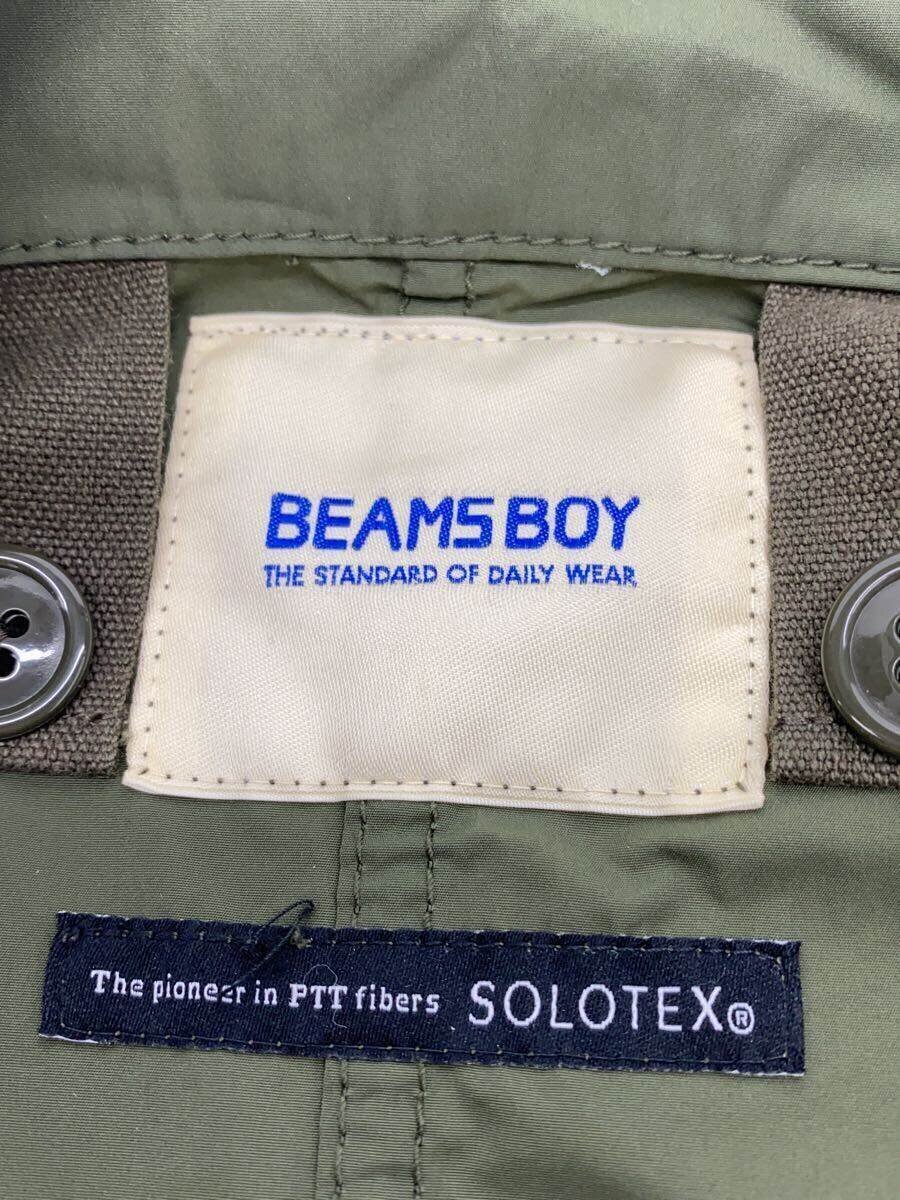 BEAMS BOY
THE STANDARD OF DAILY WEAR
The pioneer in PTT fibers SOLOTEX®